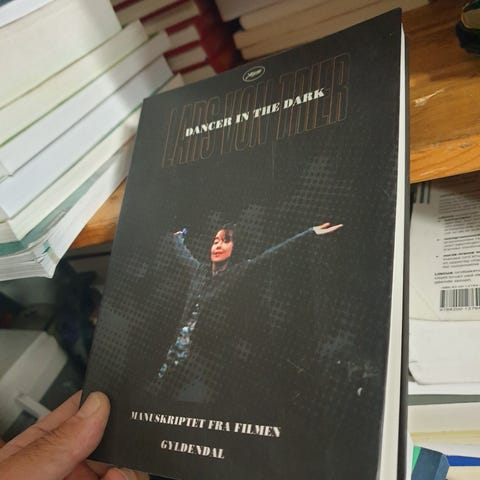 LARS VON TRIER
DANCER IN THE DARK
MANUSKRIPTET FRA FILMEN
GYLDENDAL